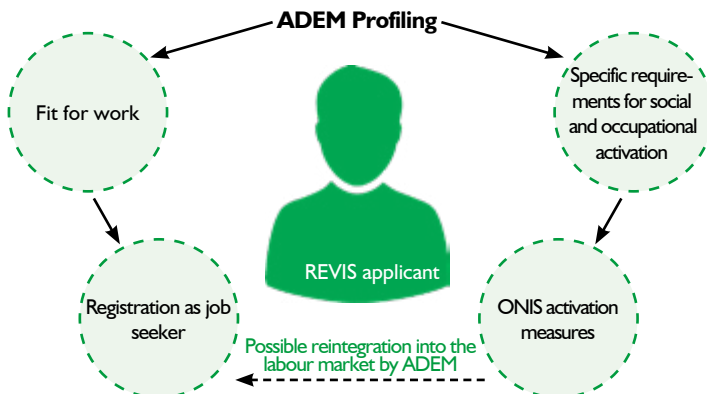 ADEM Profiling
Fit for work
Specific require-
ments for social
and occupational
activation
REVIS applicant
Registration as job
seeker
ONIS activation
measures
Possible reintegration into the
labour market by ADEM